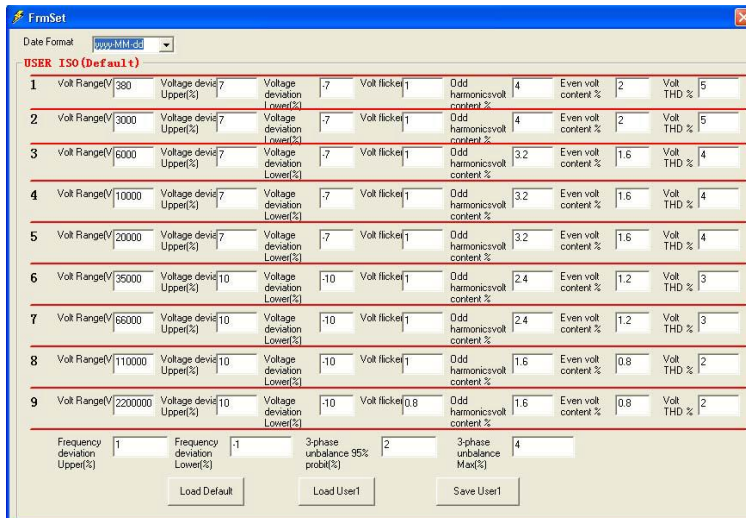 FrmSet
Date Format yyyy-MM-dd
USER ISO(Default)
1 Volt Range(V 380 Voltage devia Upper(%) 7 Voltage deviation Lower(%) -7 Volt flicker 1 Odd harmonicsvolt content % 4 Even volt content % 2 Volt THD % 5
2 Volt Range(V 3000 Voltage devia Upper(%) 7 Voltage deviation Lower(%) -7 Volt flicker 1 Odd harmonicsvolt content % 4 Even volt content % 2 Volt THD % 5
3 Volt Range(V 6000 Voltage devia Upper(%) 7 Voltage deviation Lower(%) -7 Volt flicker 1 Odd harmonicsvolt content % 3.2 Even volt content % 1.6 Volt THD % 4
4 Volt Range(V 10000 Voltage devia Upper(%) 7 Voltage deviation Lower(%) -7 Volt flicker 1 Odd harmonicsvolt content % 3.2 Even volt content % 1.6 Volt THD % 4
5 Volt Range(V 20000 Voltage devia Upper(%) 7 Voltage deviation Lower(%) -7 Volt flicker 1 Odd harmonicsvolt content % 3.2 Even volt content % 1.6 Volt THD % 4
6 Volt Range(V 35000 Voltage devia Upper(%) 10 Voltage deviation Lower(%) -10 Volt flicker 1 Odd harmonicsvolt content % 2.4 Even volt content % 1.2 Volt THD % 3
7 Volt Range(V 66000 Voltage devia Upper(%) 10 Voltage deviation Lower(%) -10 Volt flicker 1 Odd harmonicsvolt content % 2.4 Even volt content % 1.2 Volt THD % 3
8 Volt Range(V 110000 Voltage devia Upper(%) 10 Voltage deviation Lower(%) -10 Volt flicker 1 Odd harmonicsvolt content % 1.6 Even volt content % 0.8 Volt THD % 2
9 Volt Range(V 2200000 Voltage devia Upper(%) 10 Voltage deviation Lower(%) -10 Volt flicker 0.8 Odd harmonicsvolt content % 1.6 Even volt content % 0.8 Volt THD % 2
Frequency deviation Upper(%) 1 Frequency deviation Lower(%) -1 3-phase unbalance 95% probit(%) 2 3-phase unbalance Max(%) 4
Load Default Load User1 Save User1